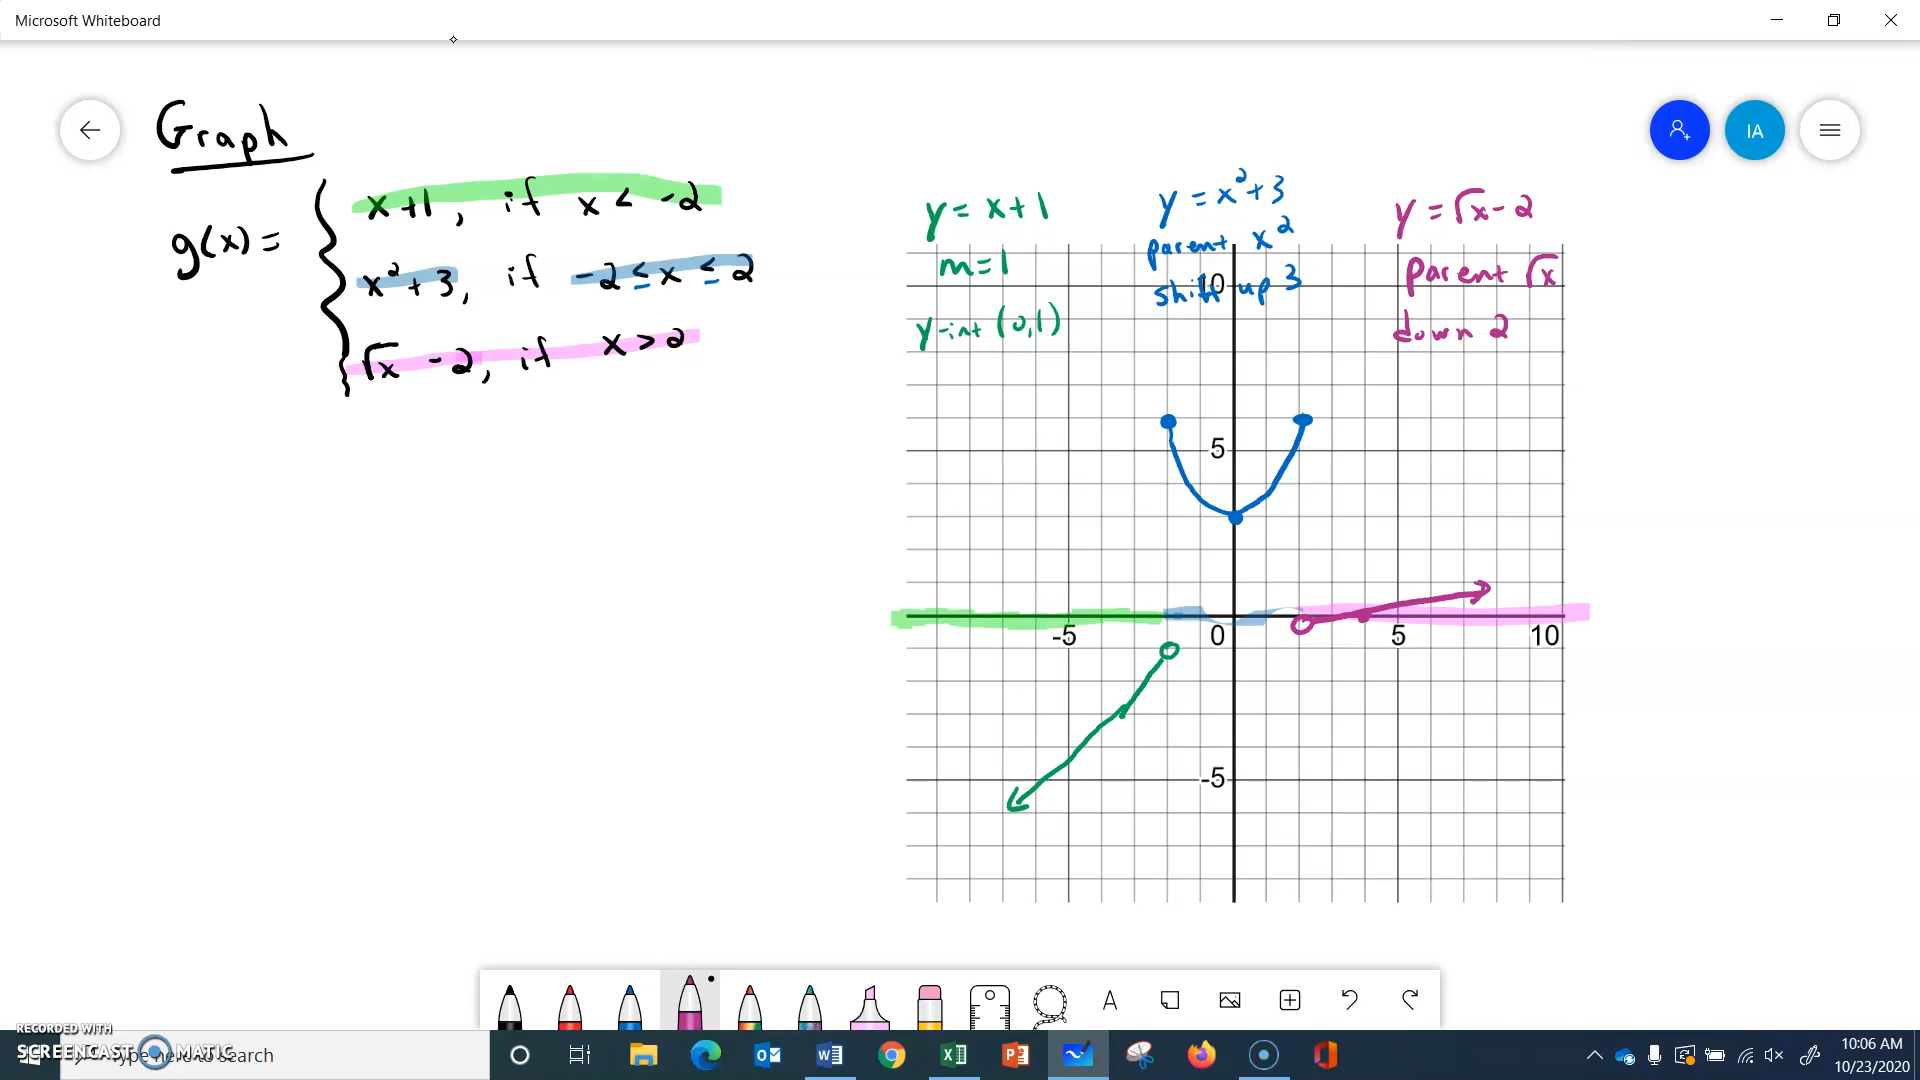 Microsoft Whiteboard
Graph
IA
g(x) = { x+1, if x < -2
x²+3, if -2 ≤ x ≤ 2
√x - 2, if x > 2
y = x+1
m=1
y-int (0,1)
y = x²+3
parent x²
shift up 3
y = √x - 2
parent √x
down 2
10
5
-5
0
5
10
-5
A
RECORDED WITH
SCREENCAST MATIC
Type here to search
10:06 AM
10/23/2020